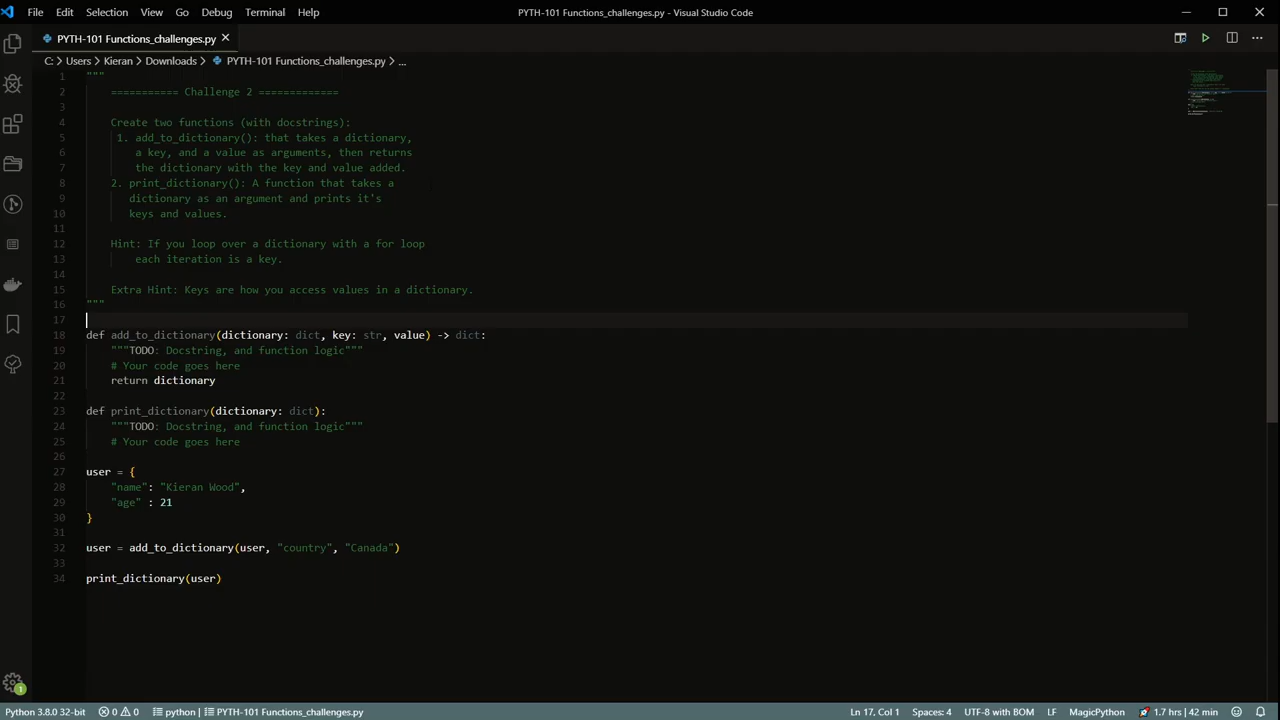 File Edit Selection View Go Debug Terminal Help PYTH-101 Functions_challenges.py - Visual Studio Code
PYTH-101 Functions_challenges.py
C: > Users > Kieran > Downloads > PYTH-101 Functions_challenges.py > ...
1 """
2 =========== Challenge 2 =============
3
4 Create two functions (with docstrings):
5 1. add_to_dictionary(): that takes a dictionary,
6 a key, and a value as arguments, then returns
7 the dictionary with the key and value added.
8 2. print_dictionary(): A function that takes a
9 dictionary as an argument and prints it's
10 keys and values.
11
12 Hint: If you loop over a dictionary with a for loop
13 each iteration is a key.
14
15 Extra Hint: Keys are how you access values in a dictionary.
16 """
17
18 def add_to_dictionary(dictionary: dict, key: str, value) -> dict:
19 """TODO: Docstring, and function logic"""
20 # Your code goes here
21 return dictionary
22
23 def print_dictionary(dictionary: dict):
24 """TODO: Docstring, and function logic"""
25 # Your code goes here
26
27 user = {
28 "name": "Kieran Wood",
29 "age" : 21
30 }
31
32 user = add_to_dictionary(user, "country", "Canada")
33
34 print_dictionary(user)
1
Python 3.8.0 32-bit 0 0 python | PYTH-101 Functions_challenges.py Ln 17, Col 1 Spaces: 4 UTF-8 with BOM LF MagicPython 1.7 hrs | 42 min